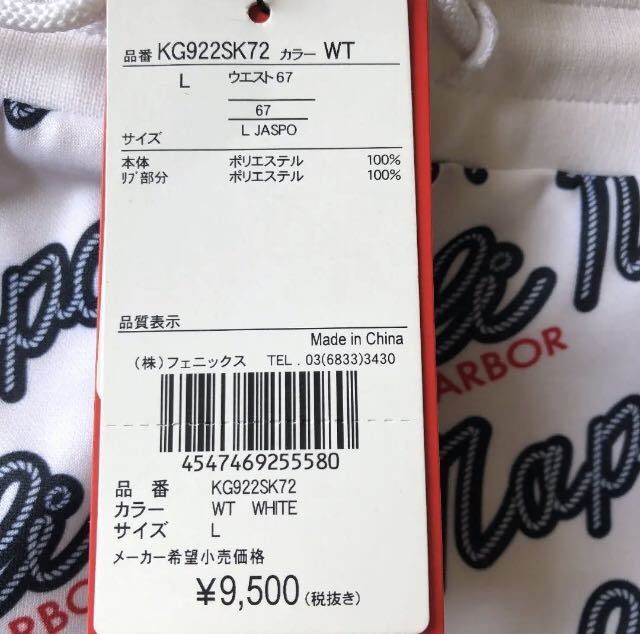 品番 KG922SK72 カラー WT
L ウエスト67
67
L JASPO
サイズ
本体 ポリエステル 100%
リブ部分 ポリエステル 100%
品質表示
Made in China
(株)フェニックス TEL. 03(6833)3430
4547469255580
品番 KG922SK72
カラー WT WHITE
サイズ L
メーカー希望小売価格
¥9,500(税抜き)
ARBOR
RBOR